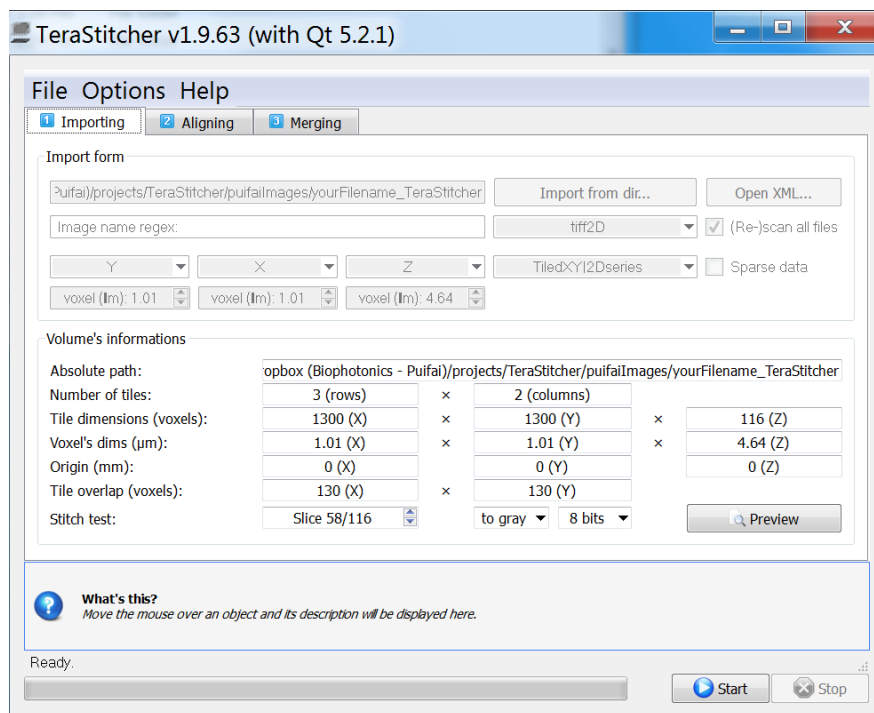 TeraStitcher v1.9.63 (with Qt 5.2.1)
File Options Help
1 Importing 2 Aligning 3 Merging
Import form
Puifai)/projects/TeraStitcher/puifaiImages/yourFilename_TeraStitcher Import from dir... Open XML...
Image name regex: tiff2D (Re-)scan all files
Y X Z TiledXY|2Dseries Sparse data
voxel (lm): 1.01 voxel (lm): 1.01 voxel (lm): 4.64
Volume's informations
Absolute path: opbox (Biophotonics - Puifai)/projects/TeraStitcher/puifaiImages/yourFilename_TeraStitcher
Number of tiles: 3 (rows) × 2 (columns)
Tile dimensions (voxels): 1300 (X) × 1300 (Y) × 116 (Z)
Voxel's dims (µm): 1.01 (X) × 1.01 (Y) × 4.64 (Z)
Origin (mm): 0 (X) 0 (Y) 0 (Z)
Tile overlap (voxels): 130 (X) × 130 (Y)
Stitch test: Slice 58/116 to gray 8 bits Preview
What's this?
Move the mouse over an object and its description will be displayed here.
Ready.
Start Stop